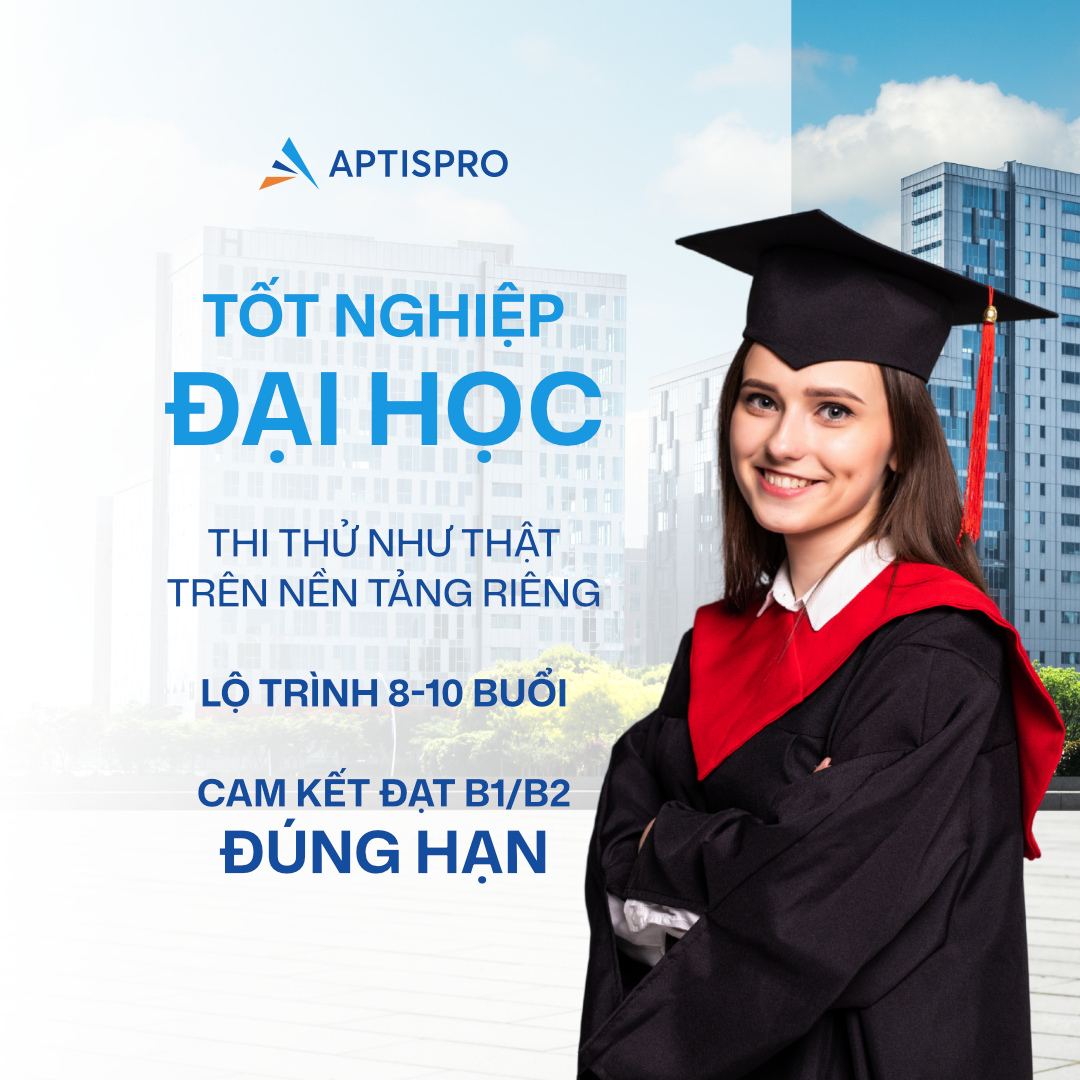 APTISPRO
TỐT NGHIỆP
ĐẠI HỌC
THI THỬ NHƯ THẬT
TRÊN NỀN TẢNG RIÊNG
LỘ TRÌNH 8-10 BUỔI
CAM KẾT ĐẠT B1/B2
ĐÚNG HẠN